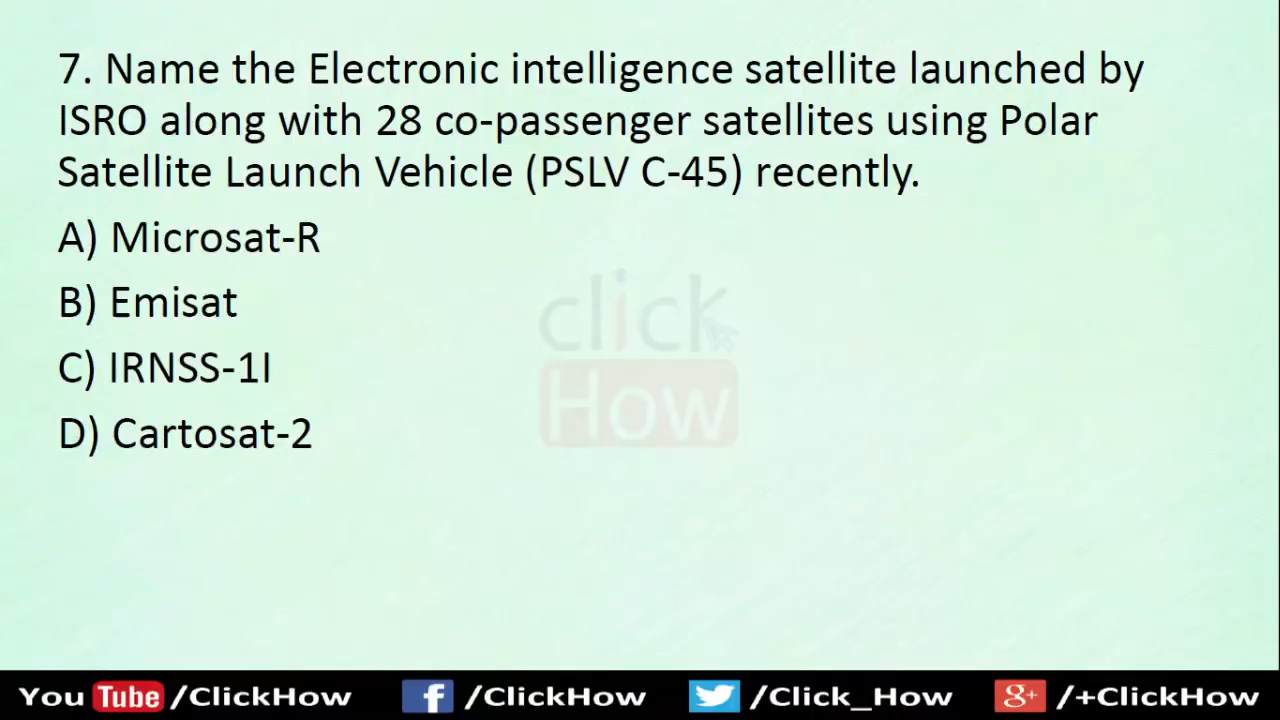 7. Name the Electronic intelligence satellite launched by
ISRO along with 28 co-passenger satellites using Polar
Satellite Launch Vehicle (PSLV C-45) recently.
A) Microsat-R
B) Emisat
C) IRNSS-1I
D) Cartosat-2
click
How
You Tube /ClickHow f /ClickHow /Click_How g+ /+ClickHow